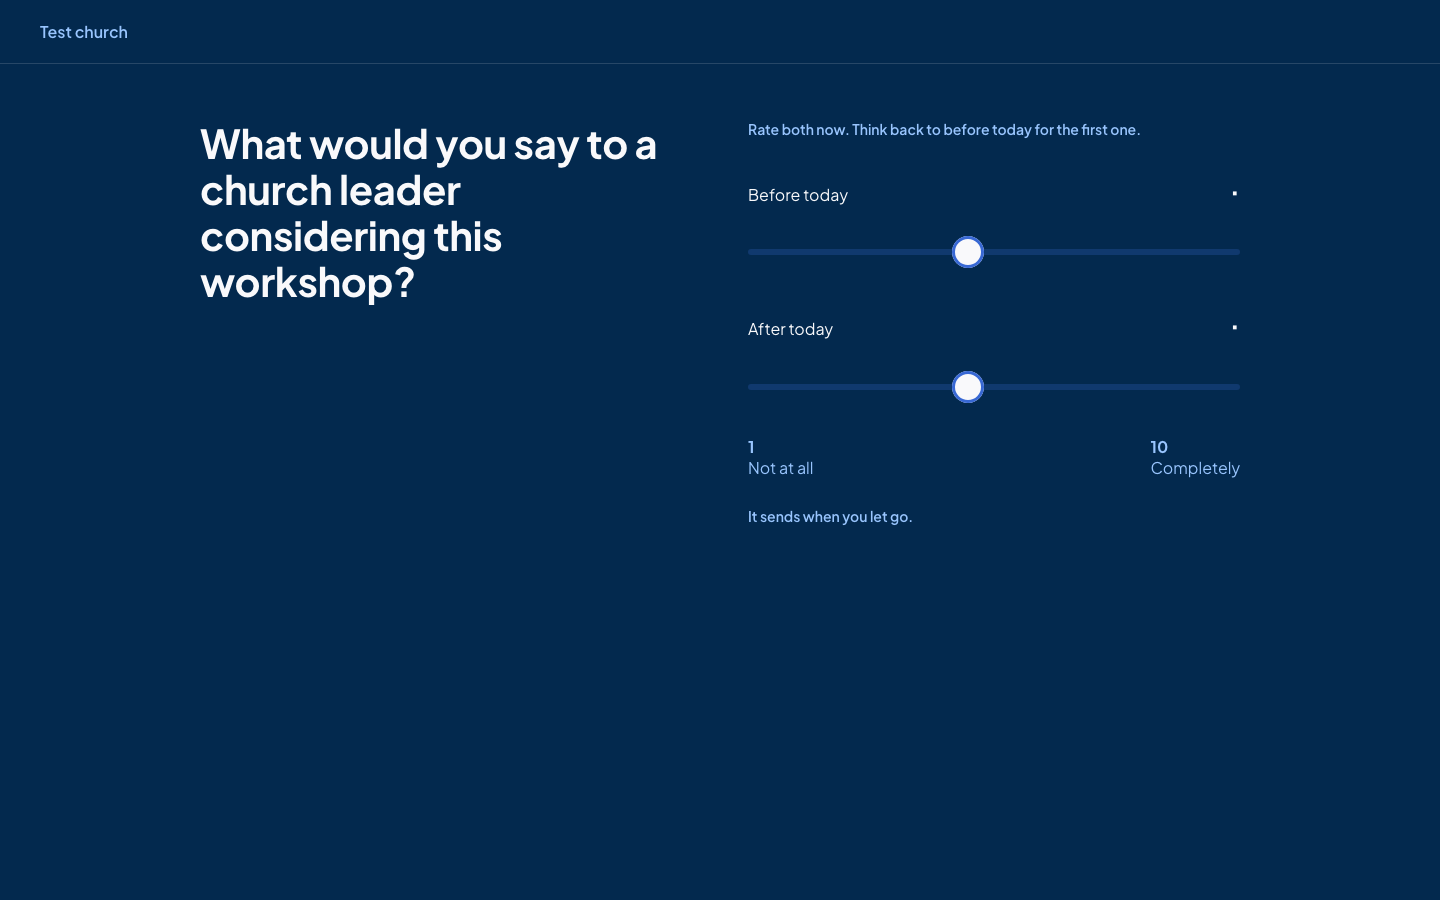 Test church
What would you say to a
church leader
considering this
workshop?
Rate both now. Think back to before today for the first one.
Before today ·
After today ·
1
Not at all
10
Completely
It sends when you let go.